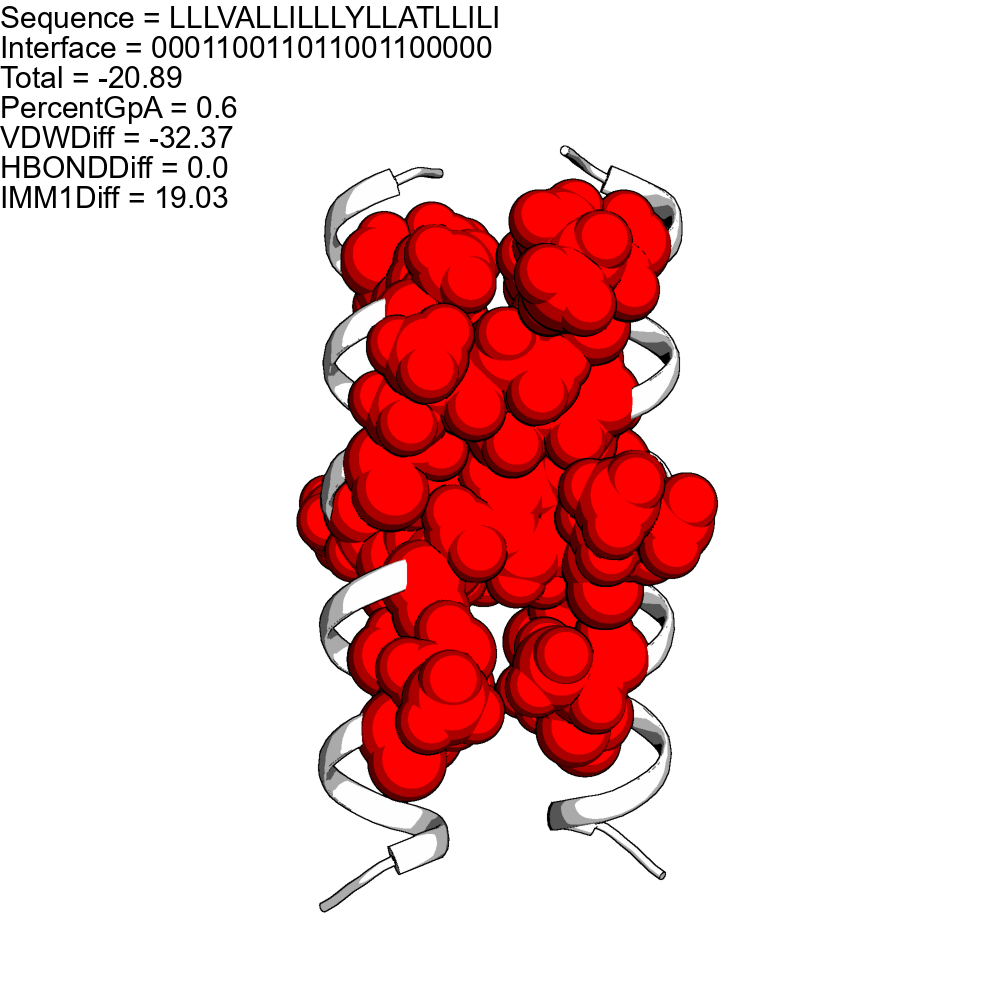 Sequence = LLLVALLILLLYLLATLLILI
Interface = 000110011011001100000
Total = -20.89
PercentGpA = 0.6
VDWDiff = -32.37
HBONDDiff = 0.0
IMM1Diff = 19.03